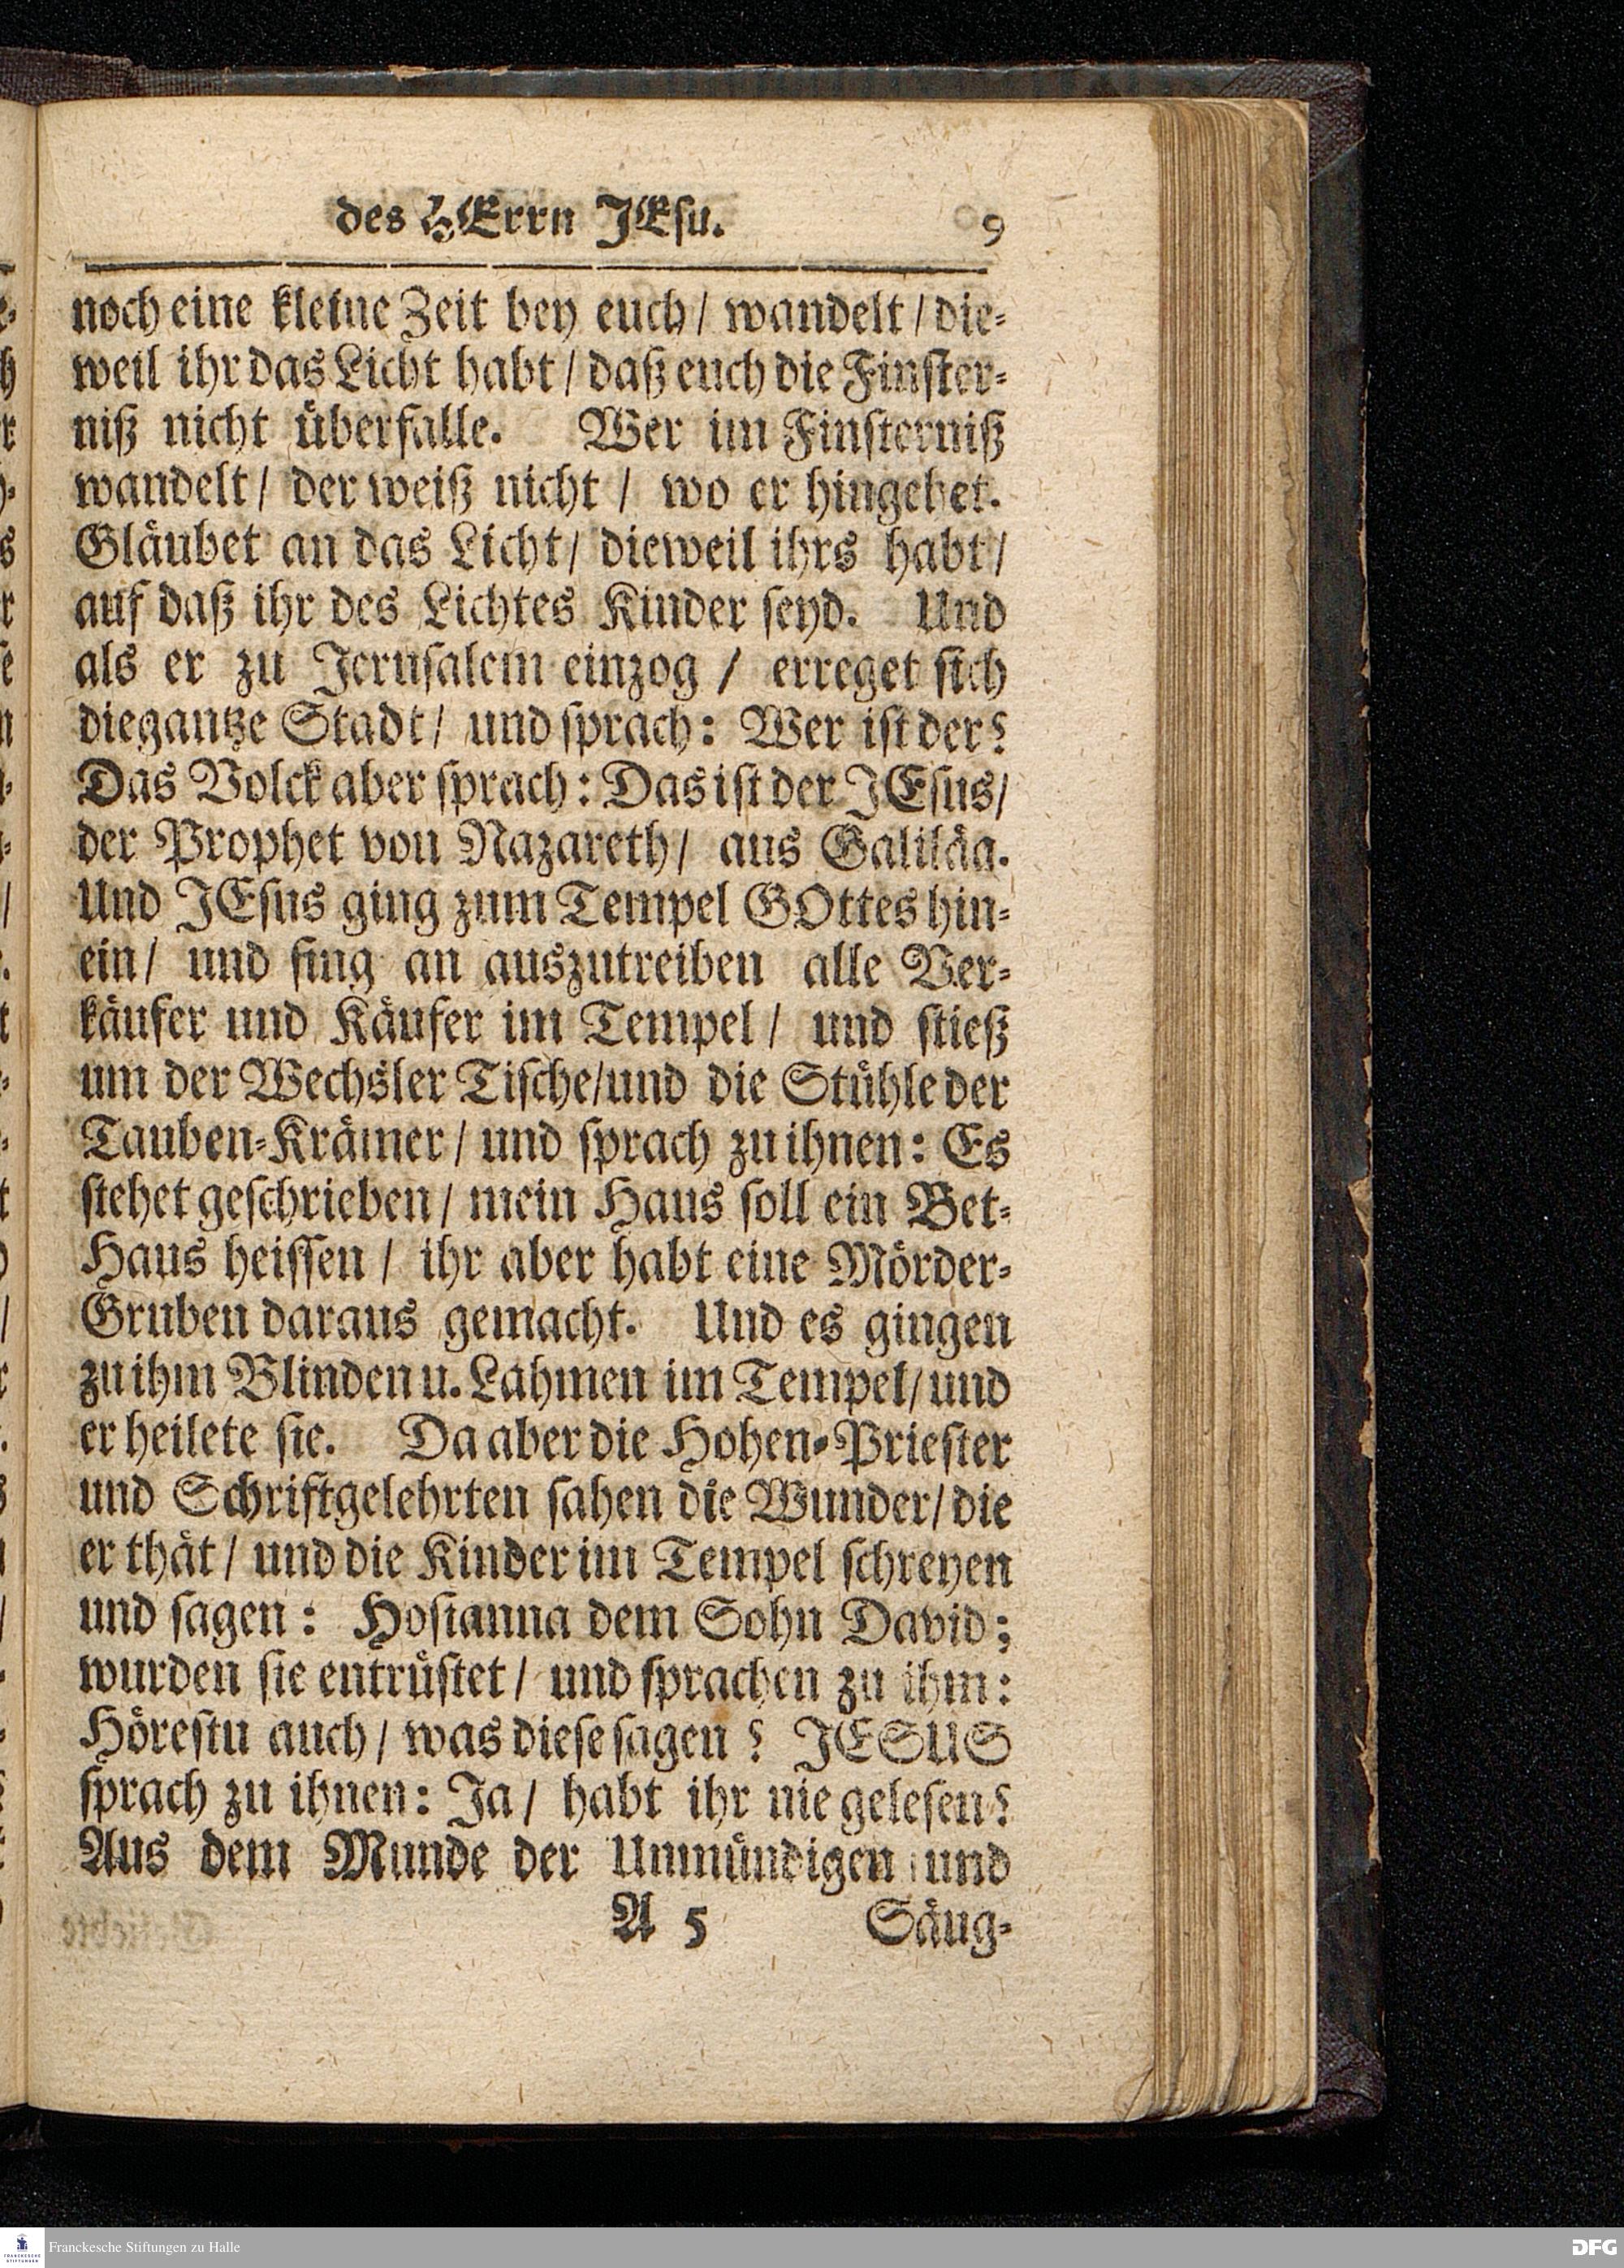 des HErrn JEsu. 9
noch eine kleine Zeit bey euch/ wandelt/ die-
weil ihr das Licht habt/ daß euch die Finster-
niß nicht überfalle. Wer im Finsterniß
wandelt/ der weiß nicht/ wo er hingehet.
Gläubet an das Licht/ dieweil ihrs habt/
auf daß ihr des Lichtes Kinder seyd. Und
als er zu Jerusalem einzog/ erreget sich
die gantze Stadt/ und sprach: Wer ist der?
Das Volck aber sprach: Das ist der JEsus/
der Prophet von Nazareth/ aus Galiläa.
Und JEsus ging zum Tempel GOttes hin-
ein/ und fing an auszutreiben alle Ver-
käufer und Käufer im Tempel/ und stieß
um der Wechsler Tische/ und die Stühle der
Tauben-Krämer/ und sprach zu ihnen: Es
stehet geschrieben/ mein Haus soll ein Bet-
Haus heissen/ ihr aber habt eine Mörder-
Gruben daraus gemacht. Und es gingen
zu ihm Blinden u. Lahmen im Tempel/ und
er heilete sie. Da aber die Hohen-Priester
und Schriftgelehrten sahen die Wunder/ die
er thät/ und die Kinder im Tempel schreyen
und sagen: Hosianna dem Sohn David;
wurden sie entrüstet/ und sprachen zu ihm:
Hörestu auch/ was diese sagen? JESUS
sprach zu ihnen: Ja/ habt ihr nie gelesen?
Aus dem Munde der Unmündigen und
A 5 Säug-
FRANCKESCHE STIFTUNGEN
Franckesche Stiftungen zu Halle
DFG